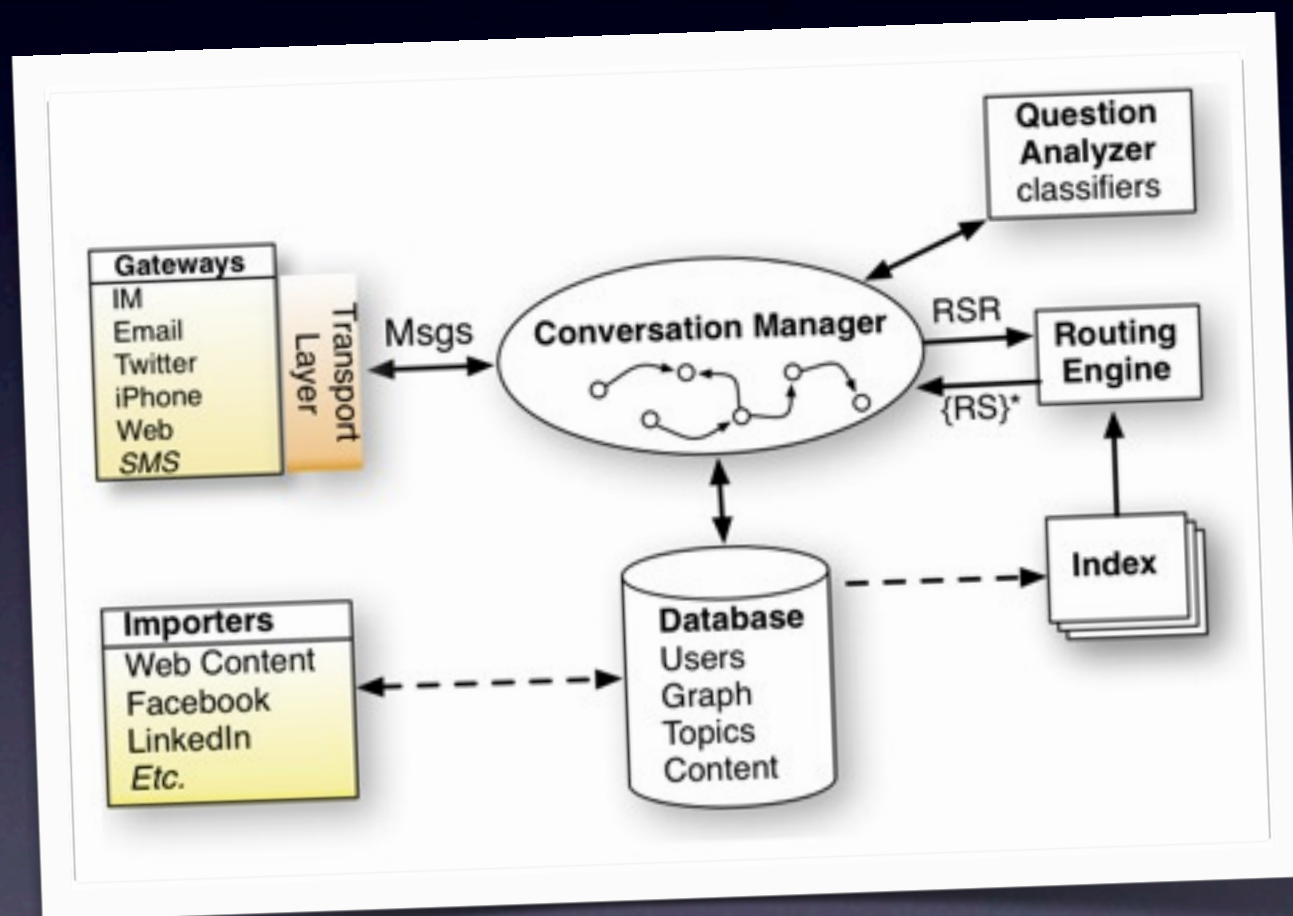 Question
Analyzer
classifiers
Gateways
IM
Email
Twitter
iPhone
Web
SMS
Transport
Layer
Msgs
Conversation Manager
RSR
{RS}*
Routing
Engine
Index
Importers
Web Content
Facebook
LinkedIn
Etc.
Database
Users
Graph
Topics
Content